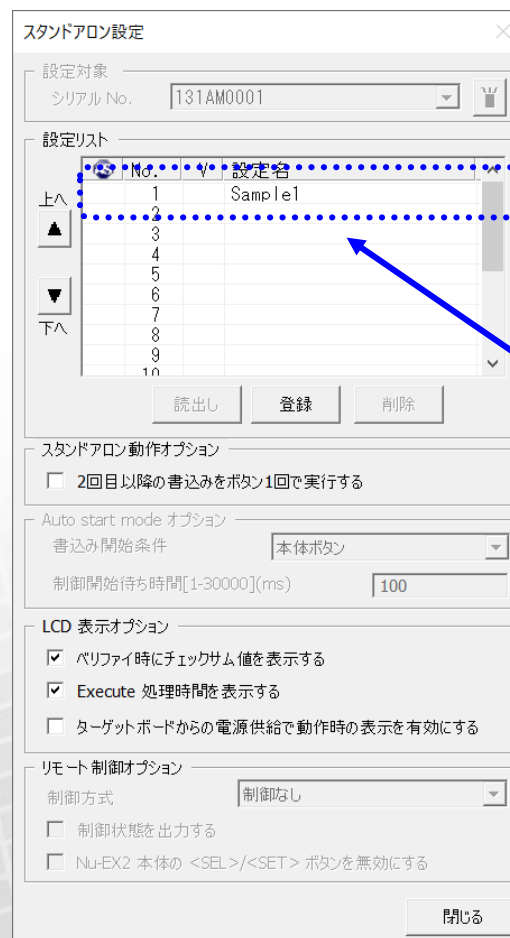 スタンドアロン設定
設定対象
シリアル No. 131AM0001
設定リスト
No. V 設定名
上へ
1 Sample1
2
3
4
5
6
7
下へ
8
9
10
読出し 登録 削除
スタンドアロン動作オプション
2回目以降の書込みをボタン1回で実行する
Auto start mode オプション
書込み開始条件 本体ボタン
制御開始待ち時間[1-30000](ms) 100
LCD 表示オプション
ベリファイ時にチェックサム値を表示する
Execute 処理時間を表示する
ターゲットボードからの電源供給で動作時の表示を有効にする
リモート制御オプション
制御方式 制御なし
制御状態を出力する
Nu-EX2 本体の <SEL>/<SET> ボタンを無効にする
閉じる